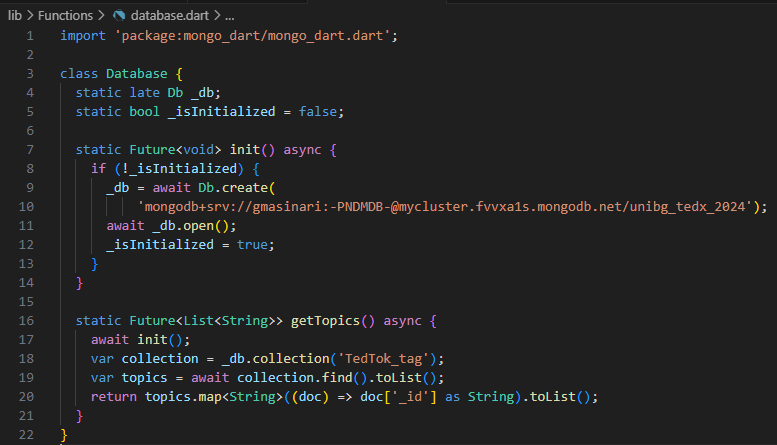 lib > Functions > database.dart > ...
1 import 'package:mongo_dart/mongo_dart.dart';
2
3 class Database {
4   static late Db _db;
5   static bool _isInitialized = false;
6
7   static Future<void> init() async {
8     if (!_isInitialized) {
9       _db = await Db.create(
10           'mongodb+srv://gmasinari:-PNDMDB-@mycluster.fvvxa1s.mongodb.net/unibg_tedx_2024');
11       await _db.open();
12       _isInitialized = true;
13     }
14   }
15
16   static Future<List<String>> getTopics() async {
17     await init();
18     var collection = _db.collection('TedTok_tag');
19     var topics = await collection.find().toList();
20     return topics.map<String>((doc) => doc['_id'] as String).toList();
21   }
22 }